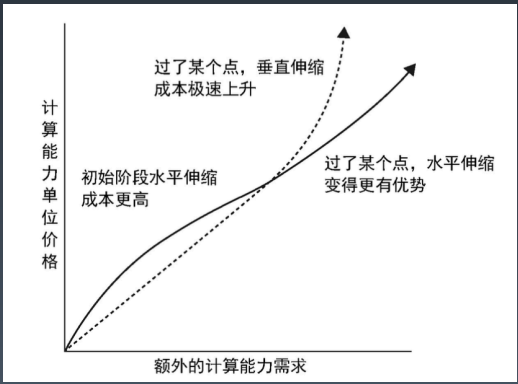 过了某个点，垂直伸缩
成本极速上升
计算能力单位价格
初始阶段水平伸缩
成本更高
过了某个点，水平伸缩
变得更有优势
额外的计算能力需求